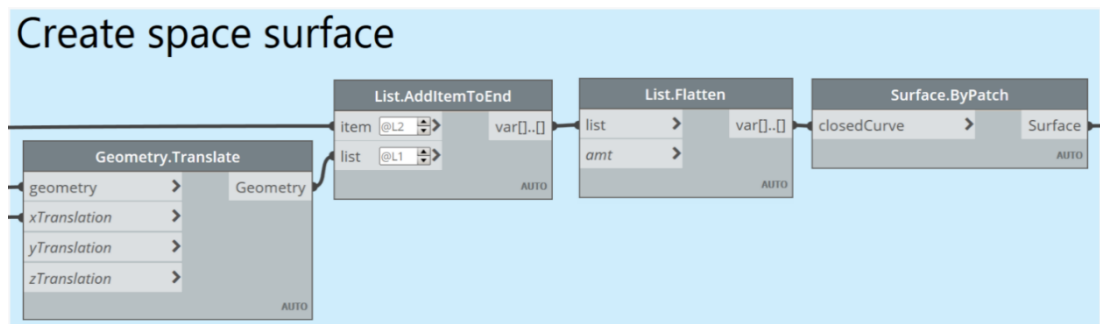 Create space surface
List.AddItemToEnd
item @L2 > var[]..[]
list @L1 >
AUTO
List.Flatten
list > var[]..[]
amt >
AUTO
Surface.ByPatch
closedCurve > Surface
AUTO
Geometry.Translate
geometry > Geometry
xTranslation >
yTranslation >
zTranslation >
AUTO